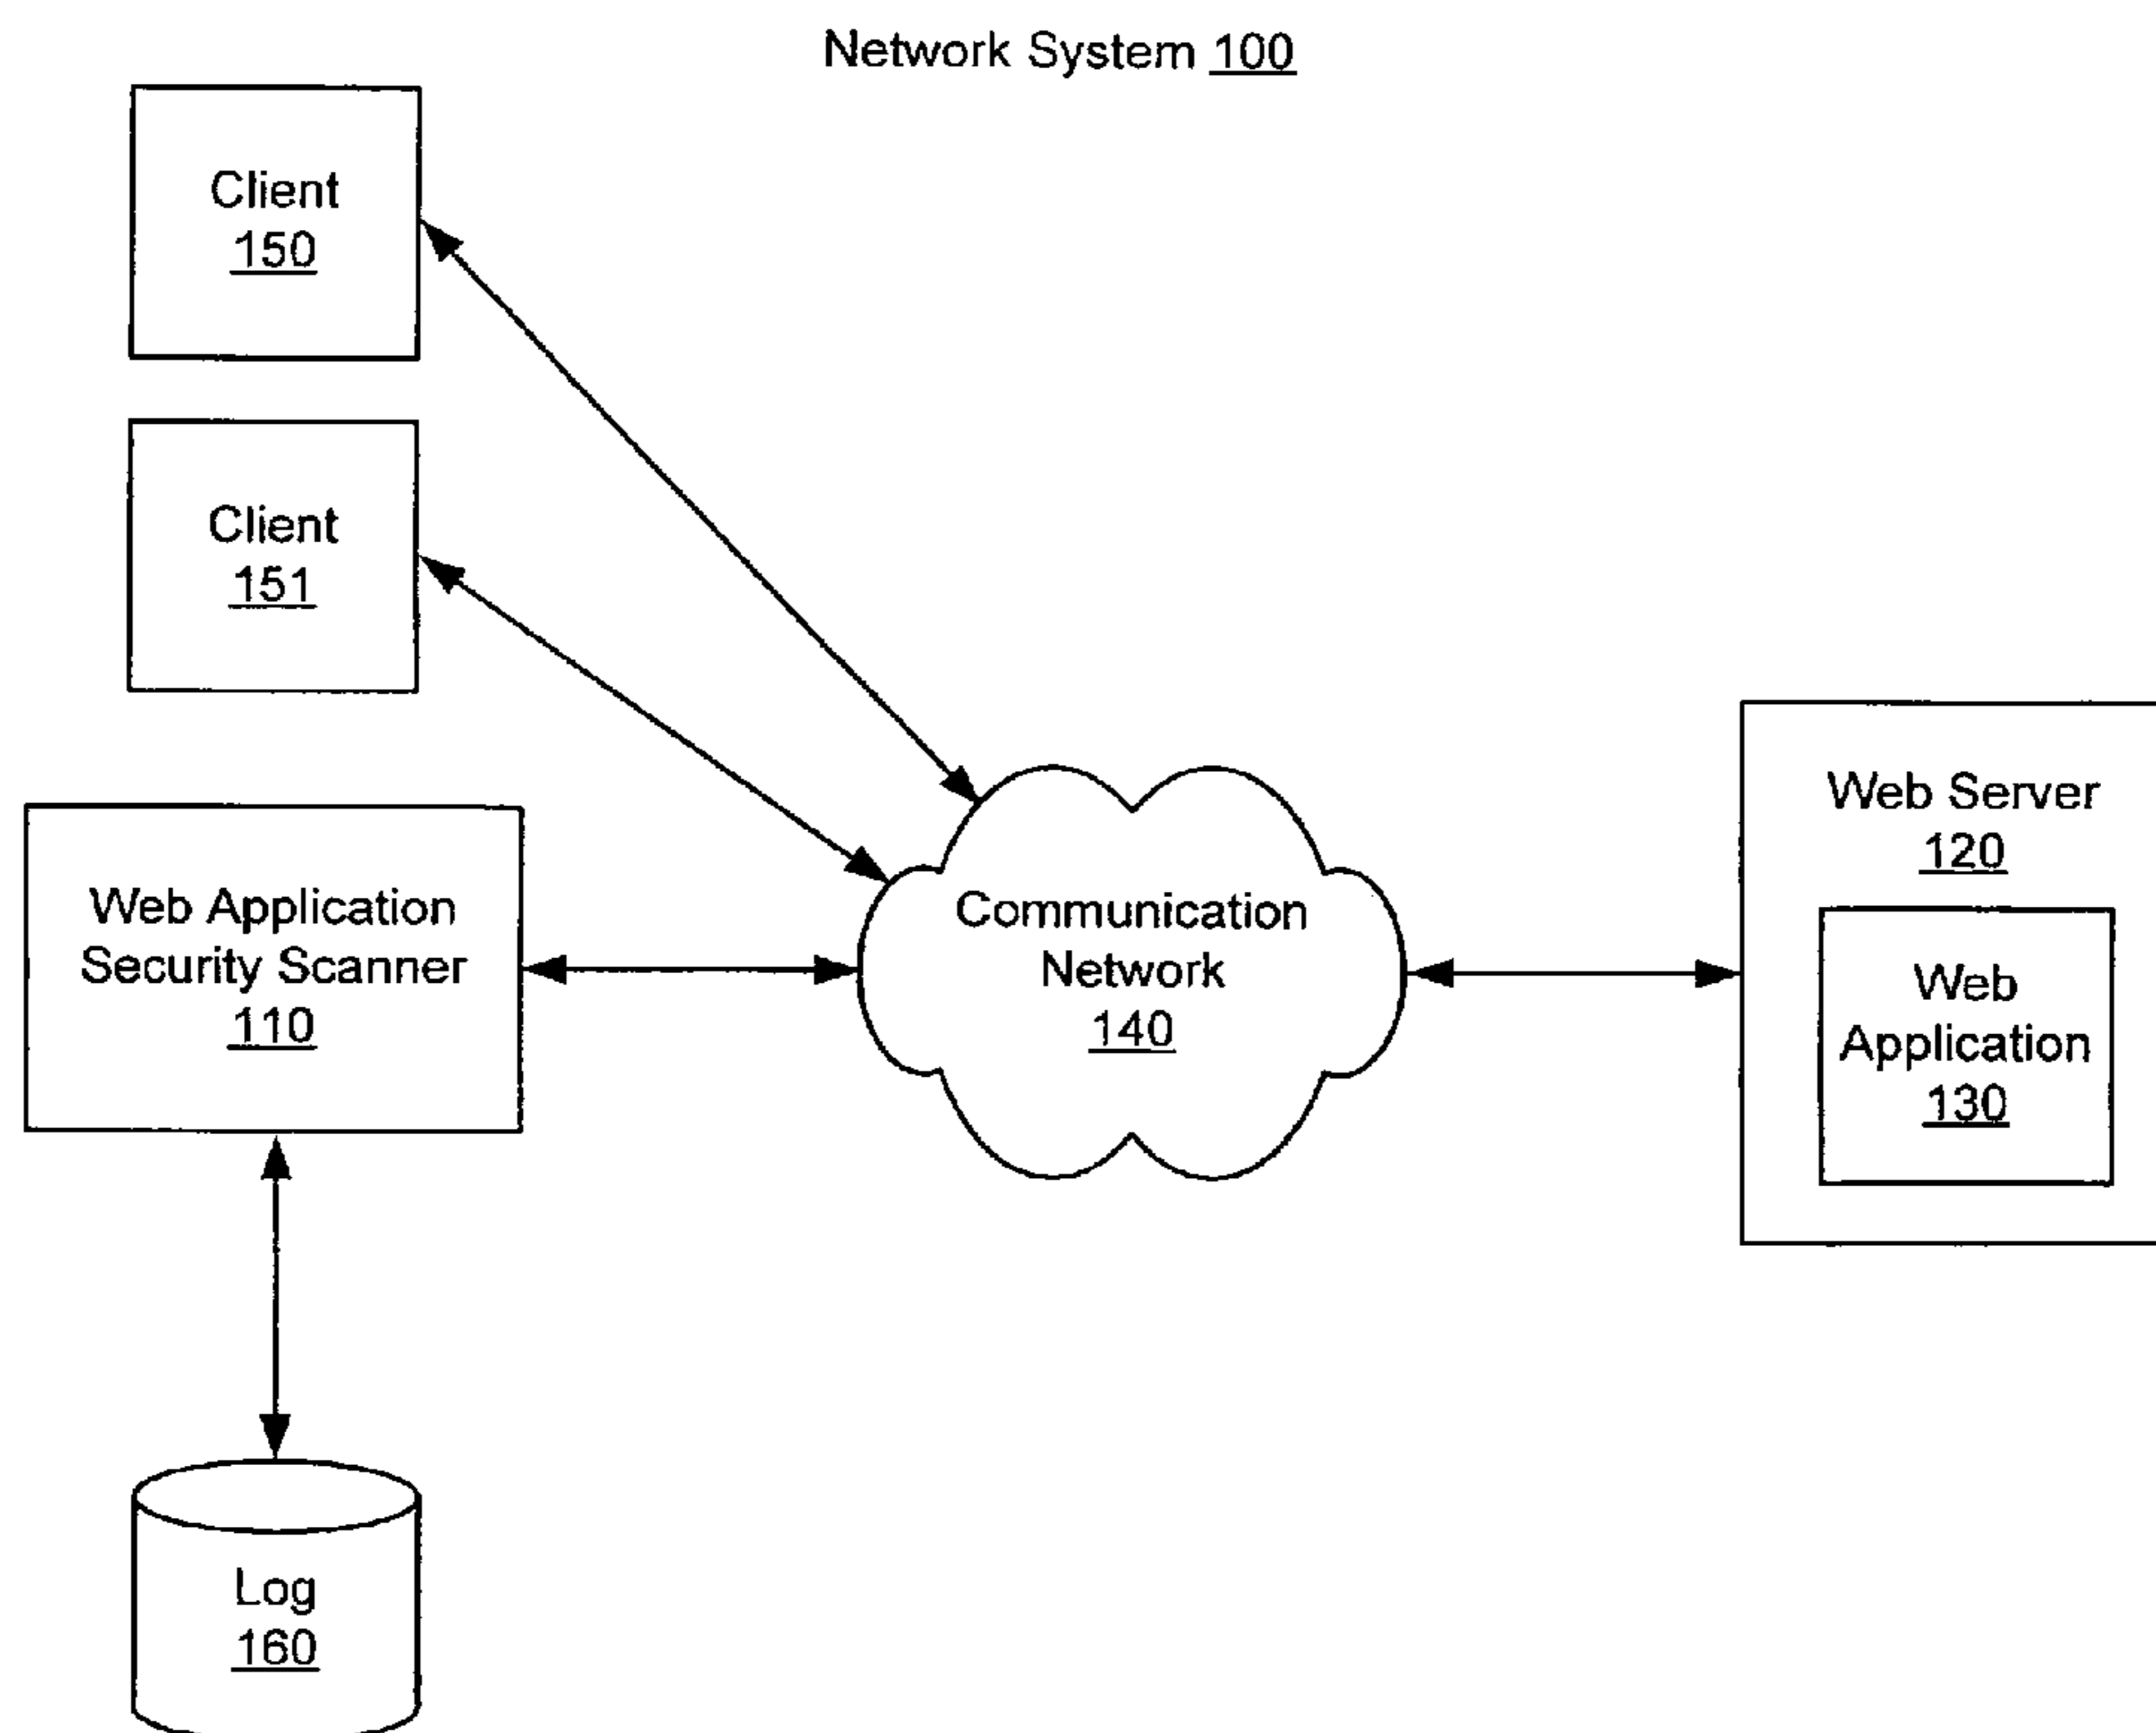 Network System 100
Client
150
Client
151
Web Application
Security Scanner
110
Communication
Network
140
Web Server
120
Web
Application
130
Log
160